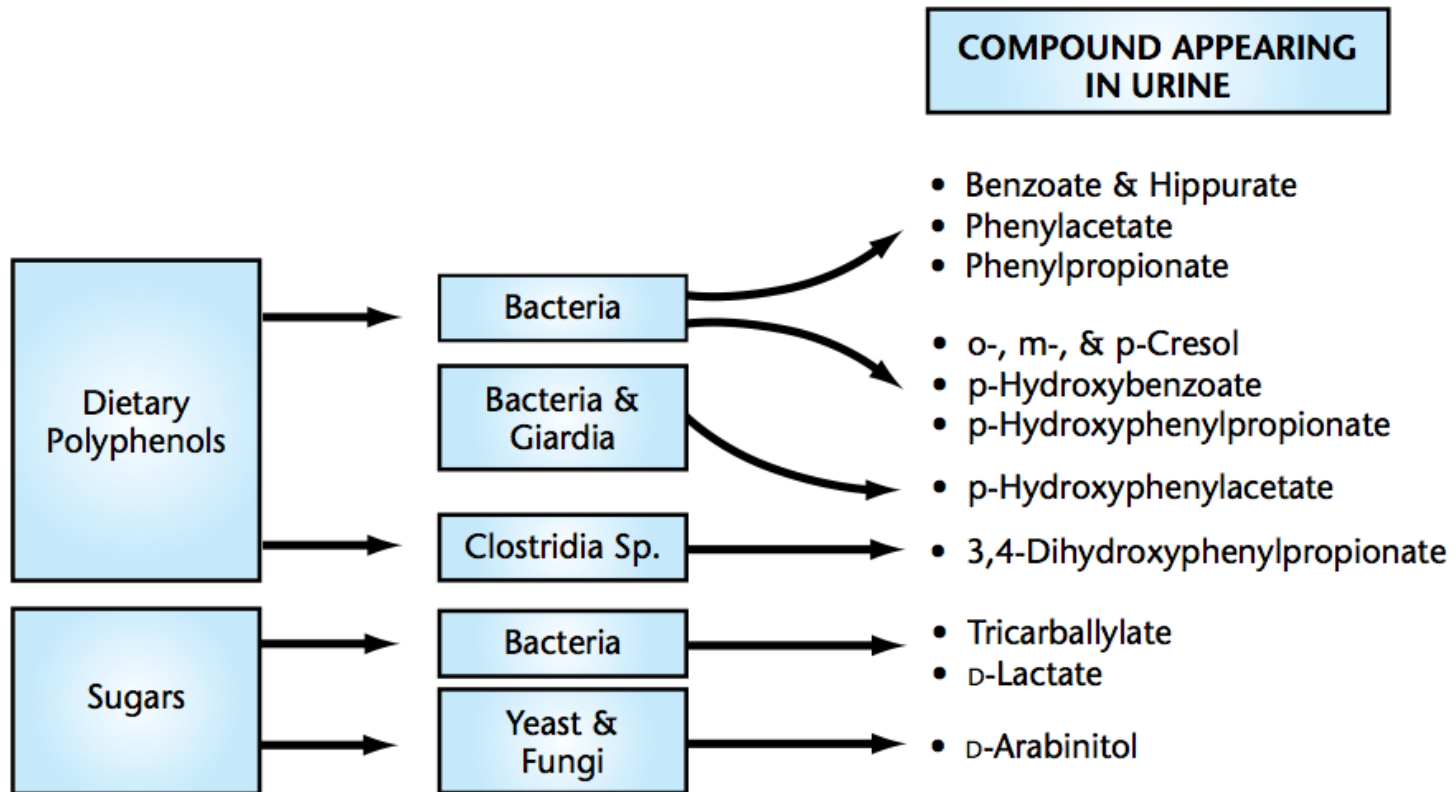 COMPOUND APPEARING
IN URINE
• Benzoate & Hippurate
• Phenylacetate
• Phenylpropionate
Bacteria
• o-, m-, & p-Cresol
• p-Hydroxybenzoate
• p-Hydroxyphenylpropionate
Dietary
Polyphenols
Bacteria &
Giardia
• p-Hydroxyphenylacetate
Clostridia Sp.
• 3,4-Dihydroxyphenylpropionate
Sugars
Bacteria
• Tricarballylate
• D-Lactate
Yeast &
Fungi
• D-Arabinitol